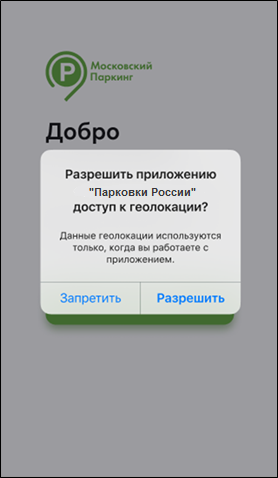 Московский
Паркинг
Добро
Разрешить приложению
"Парковки России"
доступ к геолокации?
Данные геолокации используются
только, когда вы работаете с
приложением.
Запретить
Разрешить